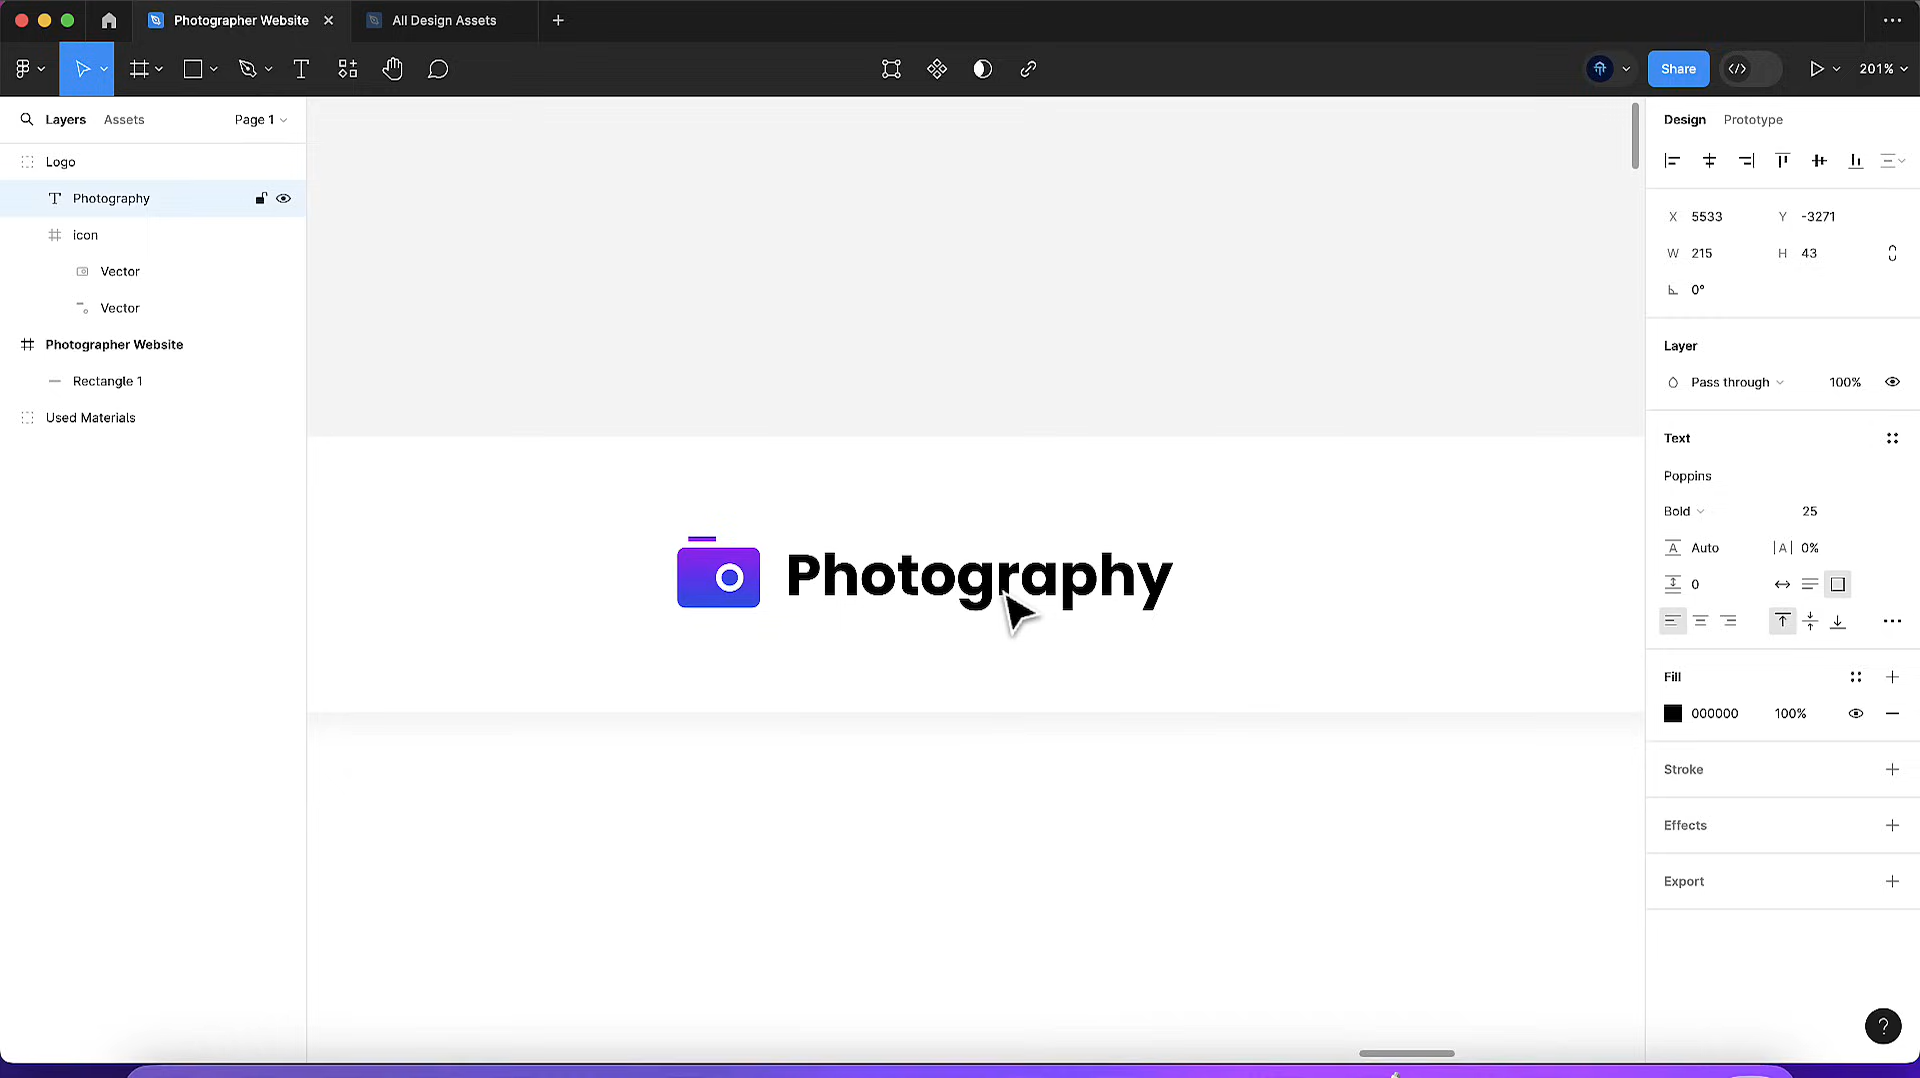 Photographer Website
All Design Assets
Share
201%
Layers
Assets
Page 1
Logo
Photography
icon
Vector
Vector
Photographer Website
Rectangle 1
Used Materials
Photography
Design
Prototype
X 5533 Y -3271
W 215 H 43
0°
Layer
Pass through 100%
Text
Poppins
Bold 25
A Auto |A| 0%
0
Fill
000000 100%
Stroke
Effects
Export
?